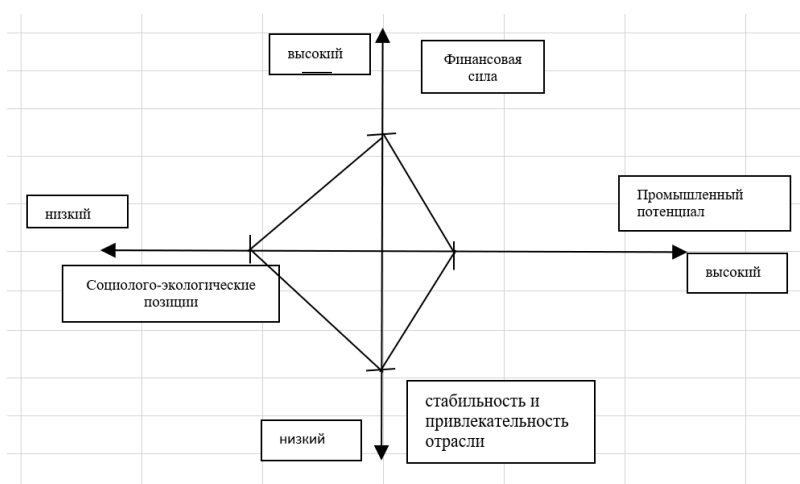 высокий
Финансовая
сила
низкий
Промышленный
потенциал
высокий
Социолого-экологические
позиции
стабильность и
привлекательность
отрасли
низкий